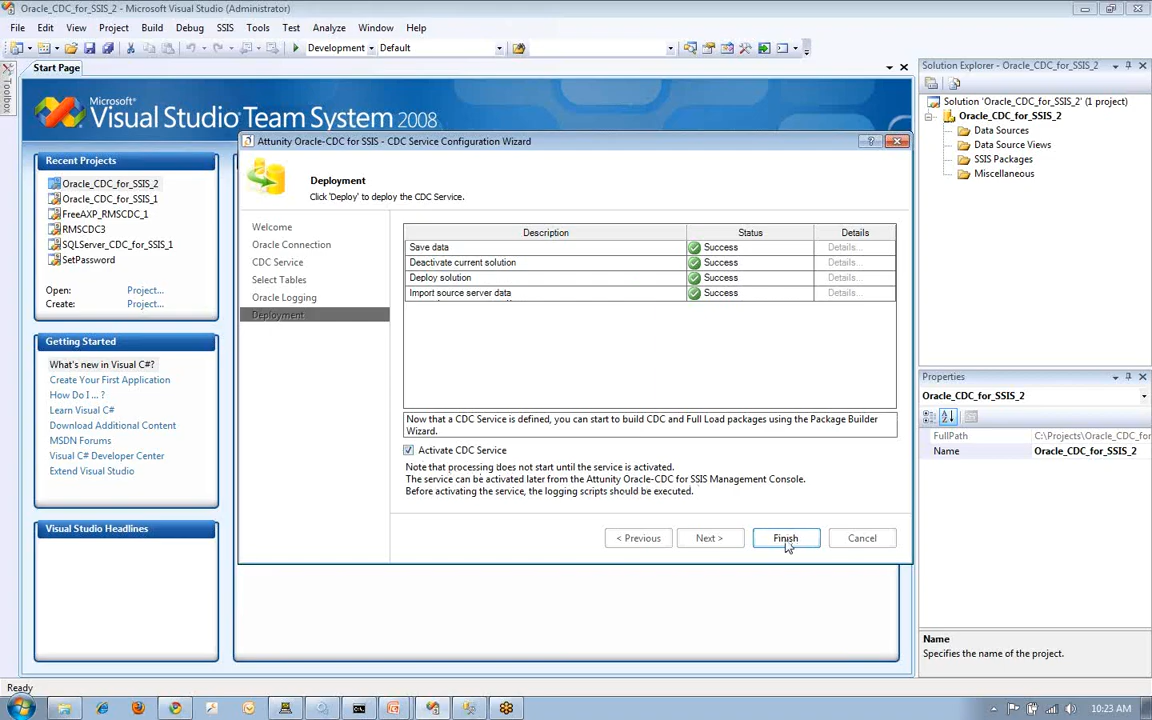 Oracle_CDC_for_SSIS_2 - Microsoft Visual Studio (Administrator)
File Edit View Project Build Debug SSIS Tools Test Analyze Window Help
Development Default
Toolbox
Start Page
Microsoft®
Visual Studio Team System 2008
Recent Projects
Oracle_CDC_for_SSIS_2
Oracle_CDC_for_SSIS_1
FreeAXP_RMSCDC_1
RMSCDC3
SQLServer_CDC_for_SSIS_1
SetPassword
Open: Project...
Create: Project...
Getting Started
What's new in Visual C#?
Create Your First Application
How Do I ... ?
Learn Visual C#
Download Additional Content
MSDN Forums
Visual C# Developer Center
Extend Visual Studio
Visual Studio Headlines
Attunity Oracle-CDC for SSIS - CDC Service Configuration Wizard
Deployment
Click 'Deploy' to deploy the CDC Service.
Welcome
Oracle Connection
CDC Service
Select Tables
Oracle Logging
Deployment
Description Status Details
Save data Success Details...
Deactivate current solution Success Details...
Deploy solution Success Details...
Import source server data Success Details...
Now that a CDC Service is defined, you can start to build CDC and Full Load packages using the Package Builder
Wizard.
Activate CDC Service
Note that processing does not start until the service is activated.
The service can be activated later from the Attunity Oracle-CDC for SSIS Management Console.
Before activating the service, the logging scripts should be executed.
< Previous Next > Finish Cancel
Solution Explorer - Oracle_CDC_for_SSIS_2
Solution 'Oracle_CDC_for_SSIS_2' (1 project)
Oracle_CDC_for_SSIS_2
Data Sources
Data Source Views
SSIS Packages
Miscellaneous
Properties
Oracle_CDC_for_SSIS_2
FullPath C:\Projects\Oracle_CDC_for
Name Oracle_CDC_for_SSIS_2
Name
Specifies the name of the project.
Ready
10:23 AM